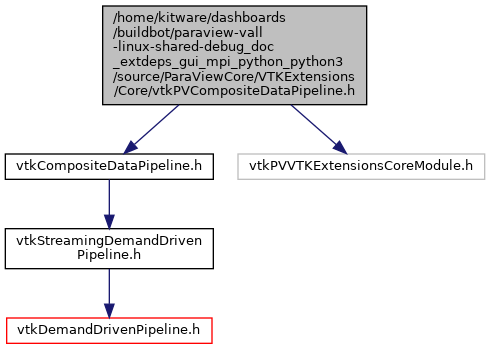 /home/kitware/dashboards
/buildbot/paraview-vall
-linux-shared-debug_doc
_extdeps_gui_mpi_python_python3
/source/ParaViewCore/VTKExtensions
/Core/vtkPVCompositeDataPipeline.h
vtkCompositeDataPipeline.h
vtkPVVTKExtensionsCoreModule.h
vtkStreamingDemandDriven
Pipeline.h
vtkDemandDrivenPipeline.h